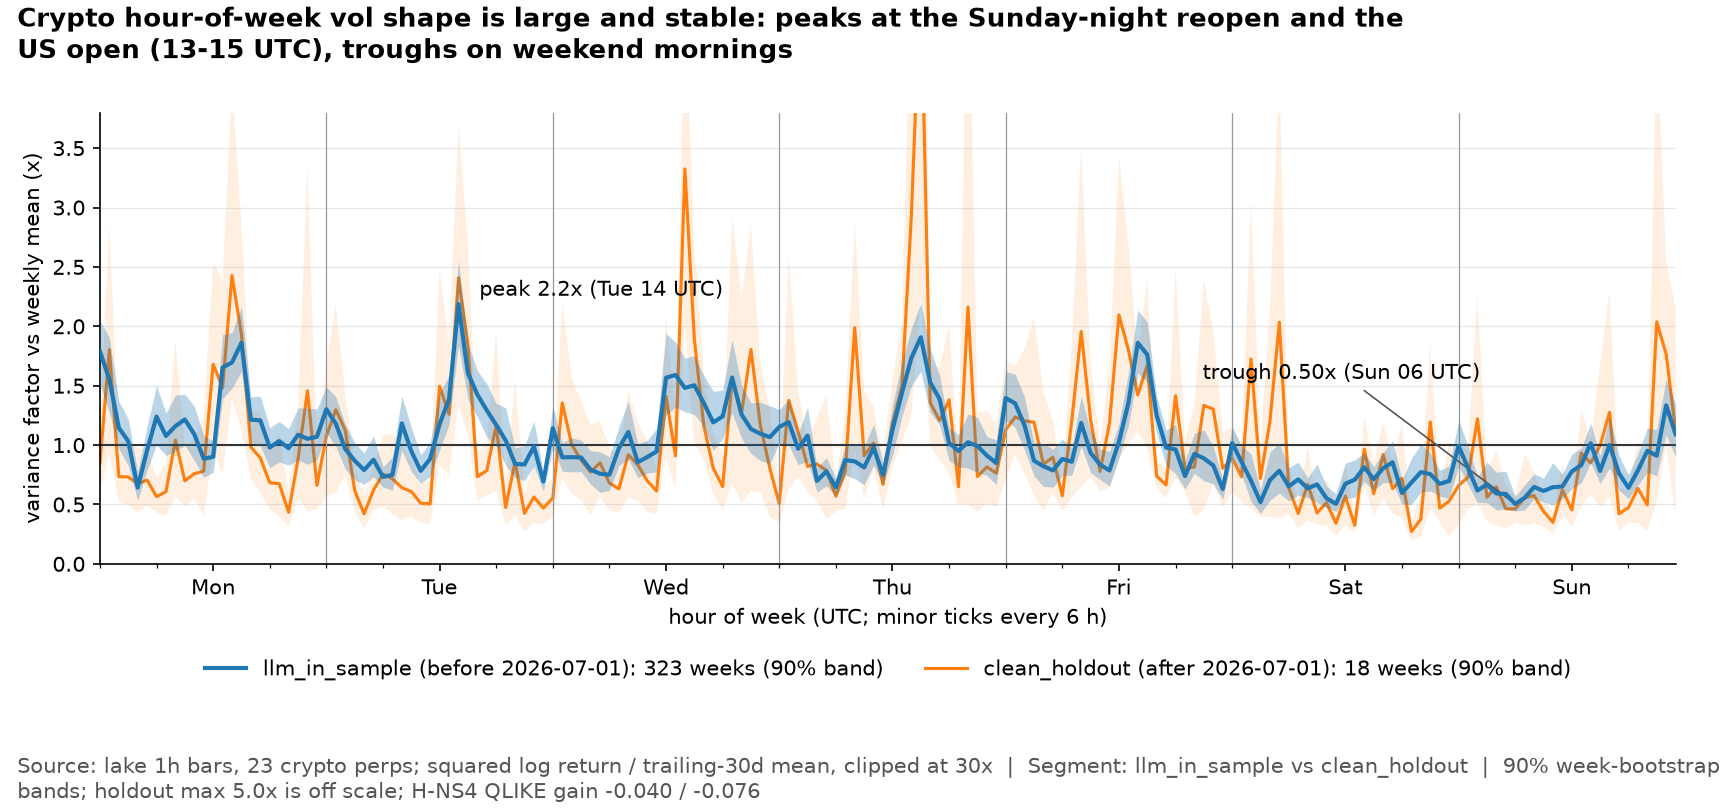 Crypto hour-of-week vol shape is large and stable: peaks at the Sunday-night reopen and the
US open (13-15 UTC), troughs on weekend mornings
variance factor vs weekly mean (x)
3.5
3.0
2.5
2.0
1.5
1.0
0.5
0.0
peak 2.2x (Tue 14 UTC)
trough 0.50x (Sun 06 UTC)
Mon Tue Wed Thu Fri Sat Sun
hour of week (UTC; minor ticks every 6 h)
llm_in_sample (before 2026-07-01): 323 weeks (90% band) clean_holdout (after 2026-07-01): 18 weeks (90% band)
Source: lake 1h bars, 23 crypto perps; squared log return / trailing-30d mean, clipped at 30x | Segment: llm_in_sample vs clean_holdout | 90% week-bootstrap
bands; holdout max 5.0x is off scale; H-NS4 QLIKE gain -0.040 / -0.076